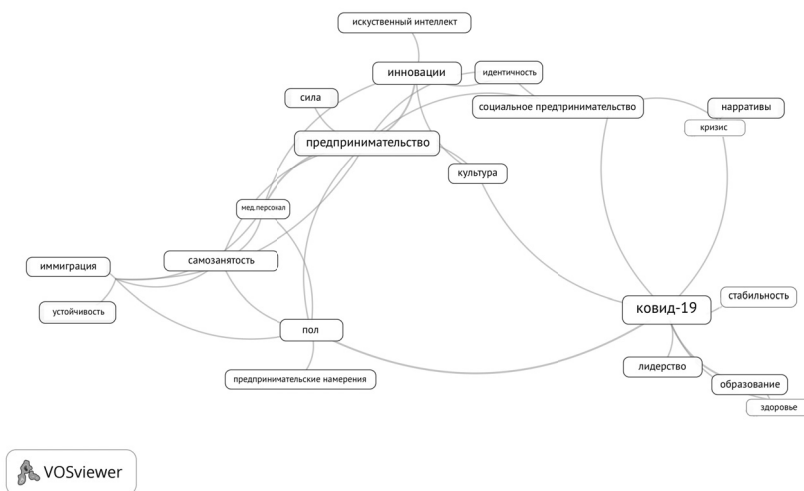 искуственный интеллект
инновации
идентичность
сила
социальное предпринимательство
нарративы
кризис
предпринимательство
культура
мед.персонал
самозанятость
иммиграция
стабильность
устойчивость
ковид-19
пол
лидерство
предпринимательские намерения
образование
здоровье
VOSviewer